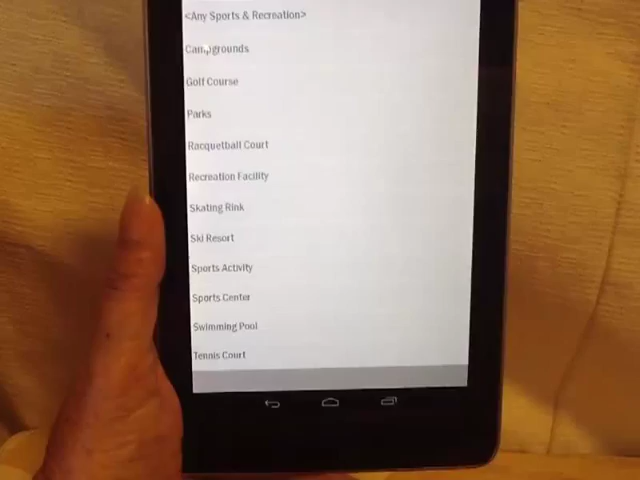 <Any Sports & Recreation>
Campgrounds
Golf Course
Parks
Racquetball Court
Recreation Facility
Skating Rink
Ski Resort
Sports Activity
Sports Center
Swimming Pool
Tennis Court